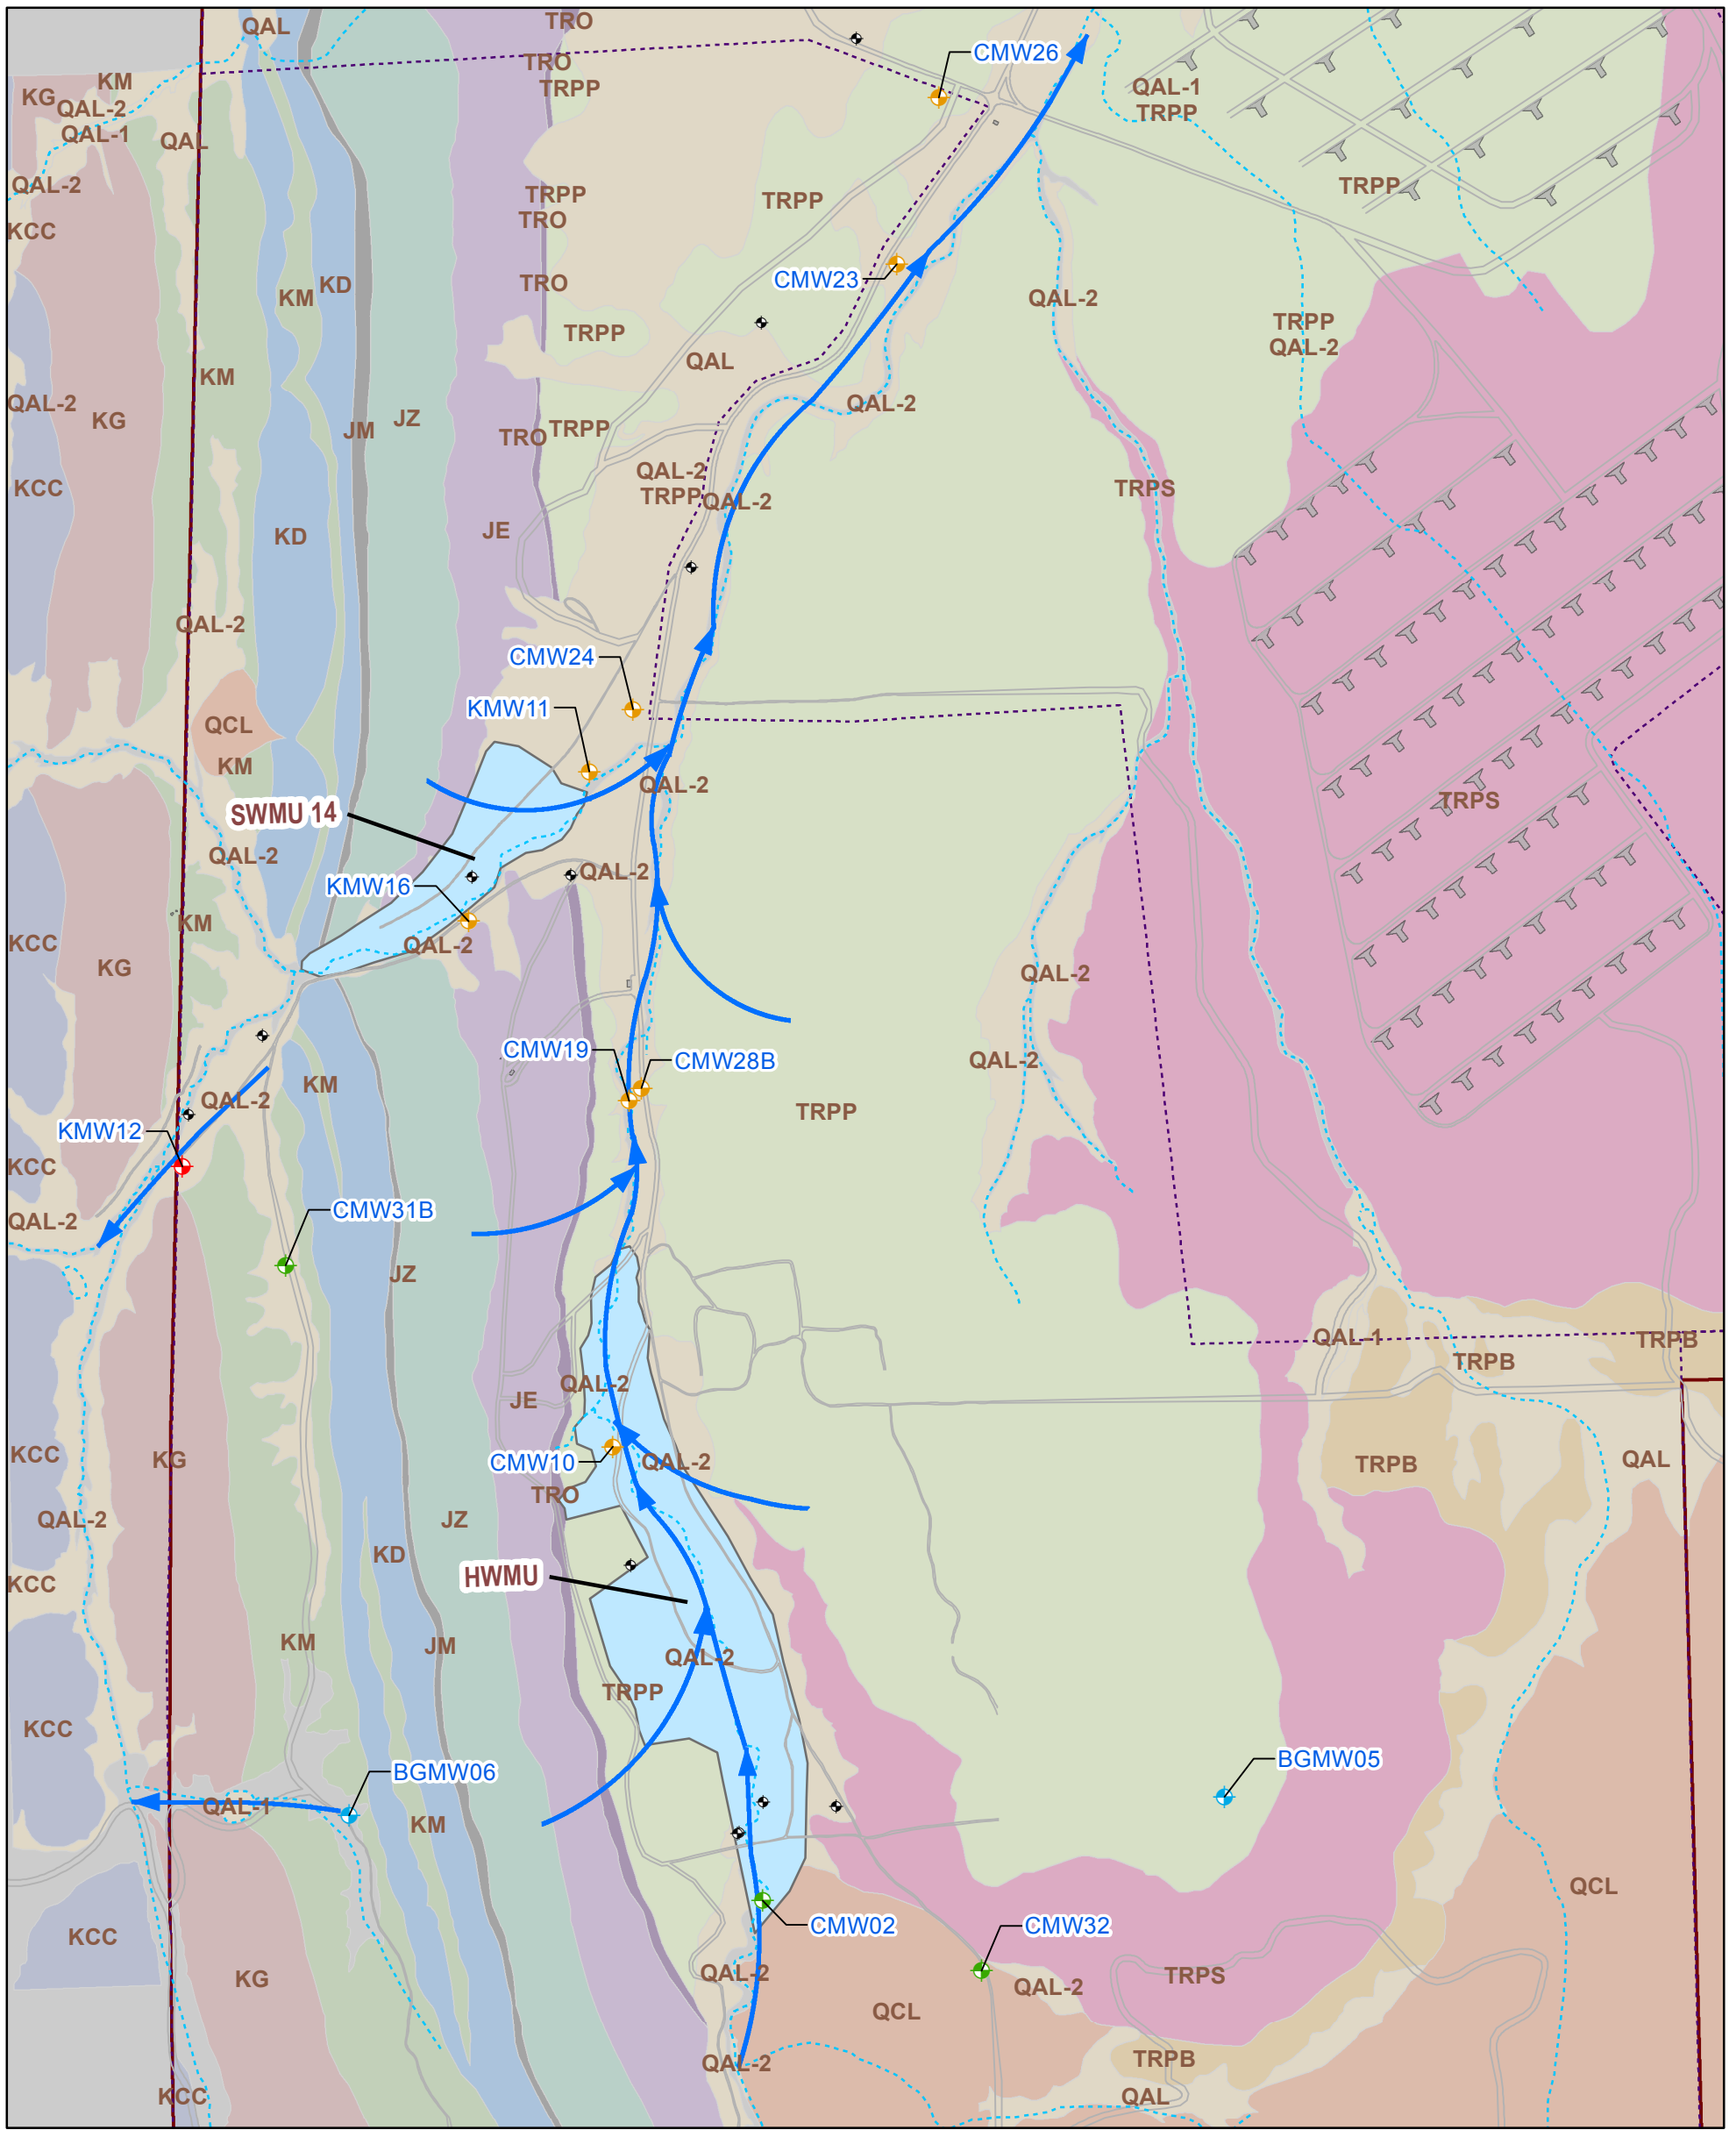 QAL
TRO
CMW26
TRO
TRPP
KM
KG
QAL-2
QAL-1
QAL-1
TRPP
QAL
QAL-2
TRPP
TRO
TRPP
TRPP
KCC
CMW23
KD
KM
TRO
QAL-2
TRPP
QAL-2
TRPP
QAL
KM
QAL-2
KG
JM
JZ
TRO
TRPP
QAL-2
QAL-2
TRPP
QAL-2
KCC
TRPS
KD
JE
QAL-2
CMW24
KMW11
QCL
KM
QAL-2
SWMU 14
TRPS
QAL-2
KMW16
QAL-2
KM
KCC
QAL-2
KG
QAL-2
CMW19
CMW28B
QAL-2
KM
QAL-2
TRPP
KMW12
KCC
CMW31B
QAL-2
JZ
QAL-1
TRPB
TRPB
QAL-2
JE
KCC
KG
CMW10
QAL-2
TRPB
QAL
TRO
QAL-2
JZ
KD
HWMU
KCC
KM
JM
QAL-2
TRPP
KCC
BGMW06
BGMW05
QAL-1
KM
QCL
CMW02
CMW32
KCC
QAL-2
TRPS
KG
QAL-2
QCL
QAL-2
TRPB
KCC
QAL